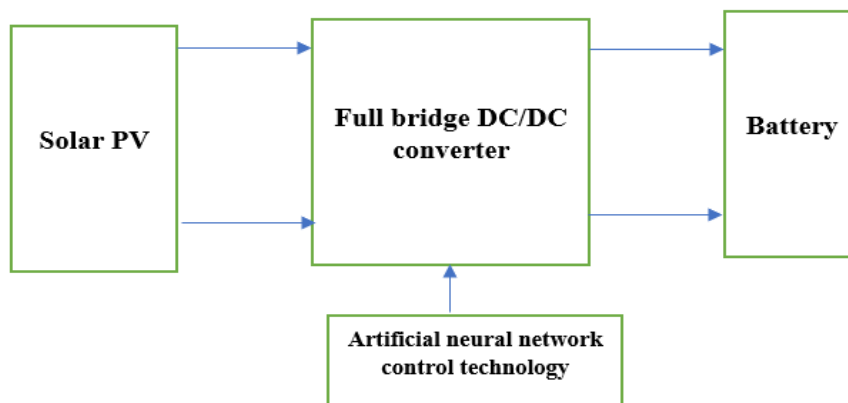 Solar PV
Full bridge DC/DC
converter
Battery
Artificial neural network
control technology